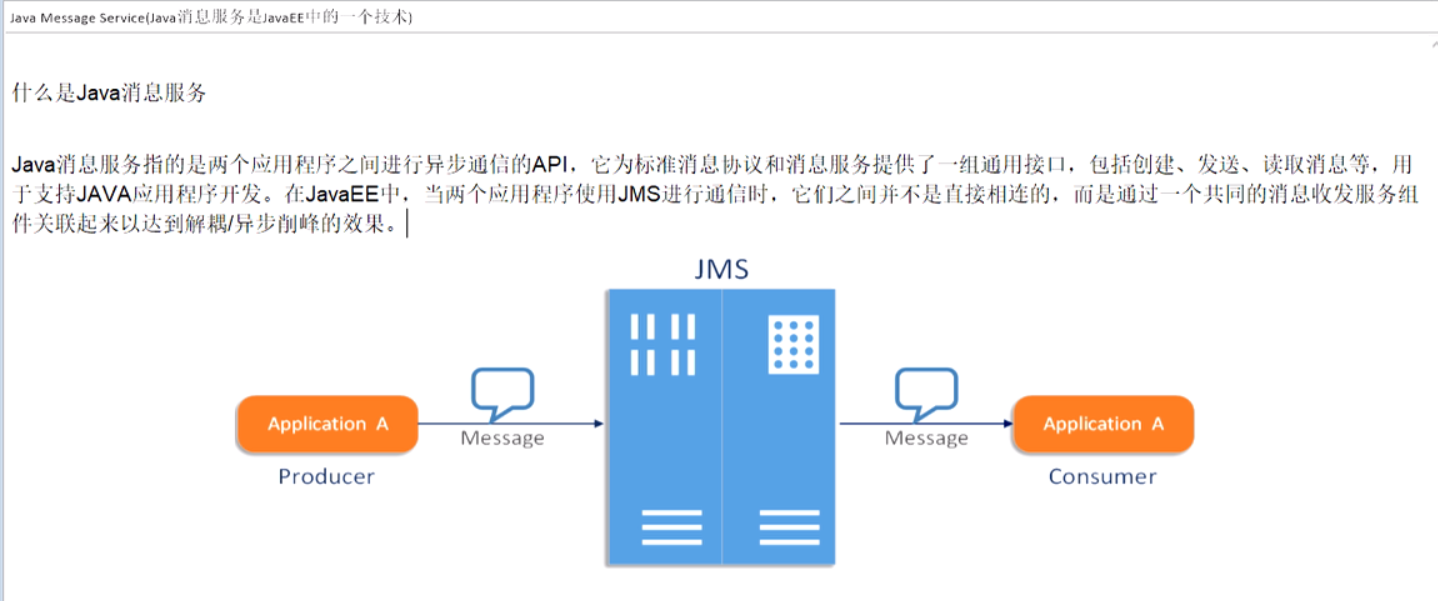 Java Message Service(Java消息服务是JavaEE中的一个技术)
什么是Java消息服务
Java消息服务指的是两个应用程序之间进行异步通信的API，它为标准消息协议和消息服务提供了一组通用接口，包括创建、发送、读取消息等，用
于支持JAVA应用程序开发。在JavaEE中，当两个应用程序使用JMS进行通信时，它们之间并不是直接相连的，而是通过一个共同的消息收发服务组
件关联起来以达到解耦/异步削峰的效果。
JMS
Application A
Message
Message
Application A
Producer
Consumer